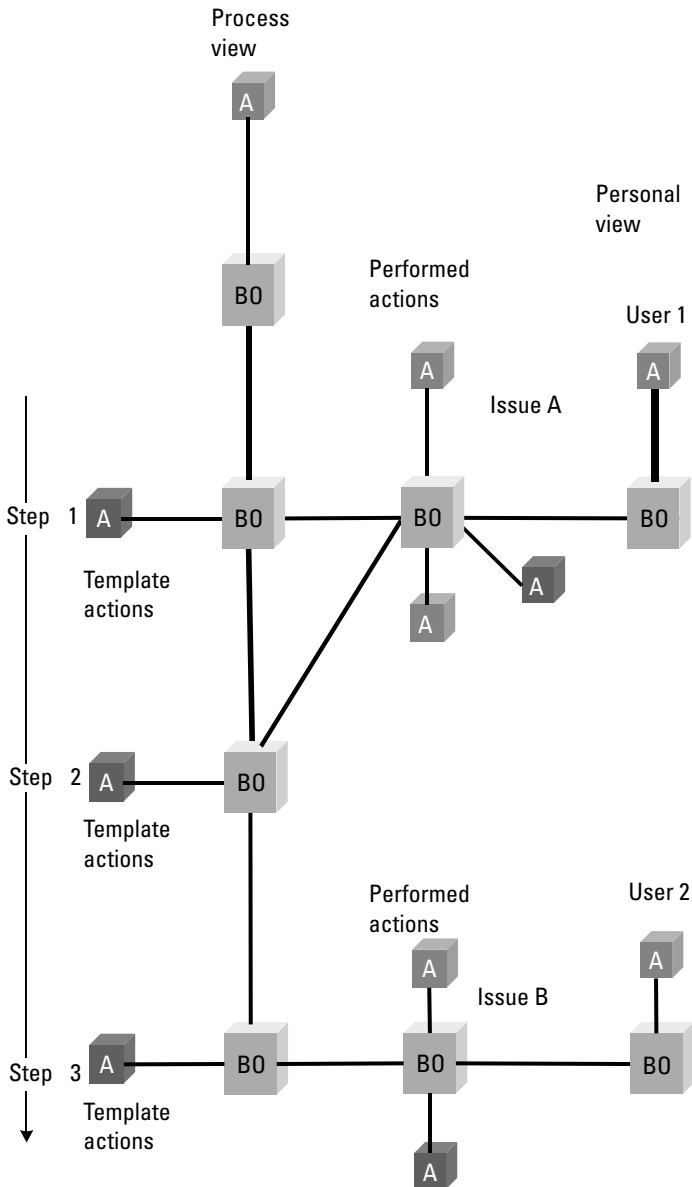 Process
view
A
Personal
view
Performed
actions
BO
User 1
A
A
Issue A
Step 1
A
BO
BO
BO
Template
actions
A
A
Step 2
A
BO
Template
actions
Performed
actions
User 2
A
A
Issue B
Step 3
A
BO
BO
BO
Template
actions
A